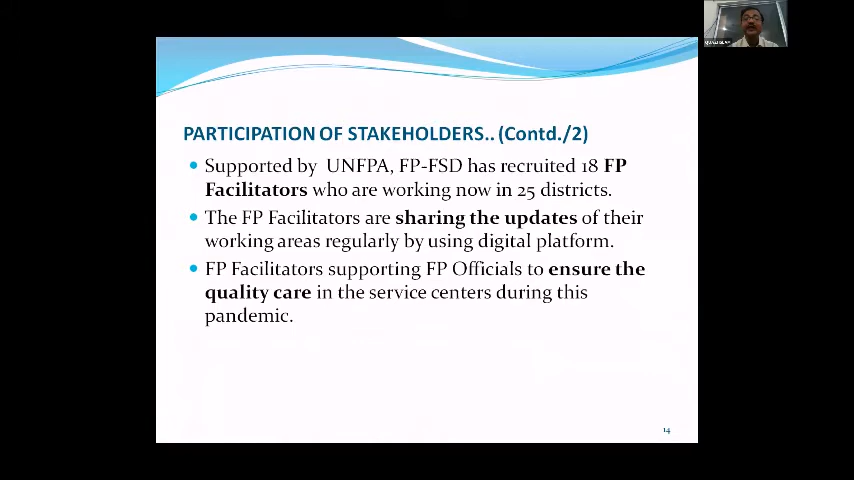 PARTICIPATION OF STAKEHOLDERS.. (Contd./2)
Supported by UNFPA, FP-FSD has recruited 18 FP
Facilitators who are working now in 25 districts.
The FP Facilitators are sharing the updates of their
working areas regularly by using digital platform.
FP Facilitators supporting FP Officials to ensure the
quality care in the service centers during this
pandemic.
14